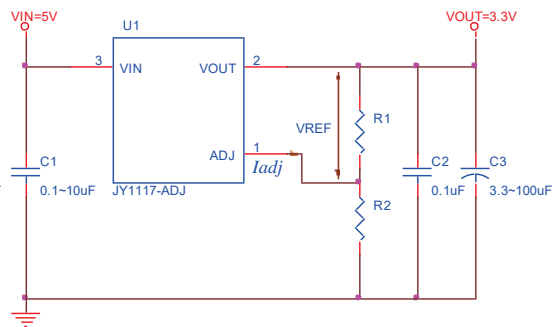 VIN=5V
VOUT=3.3V
U1
3
VIN
VOUT
2
VREF
R1
ADJ
1
Iadj
C1
0.1~10uF
JY1117-ADJ
R2
C2
0.1uF
C3
3.3~100uF